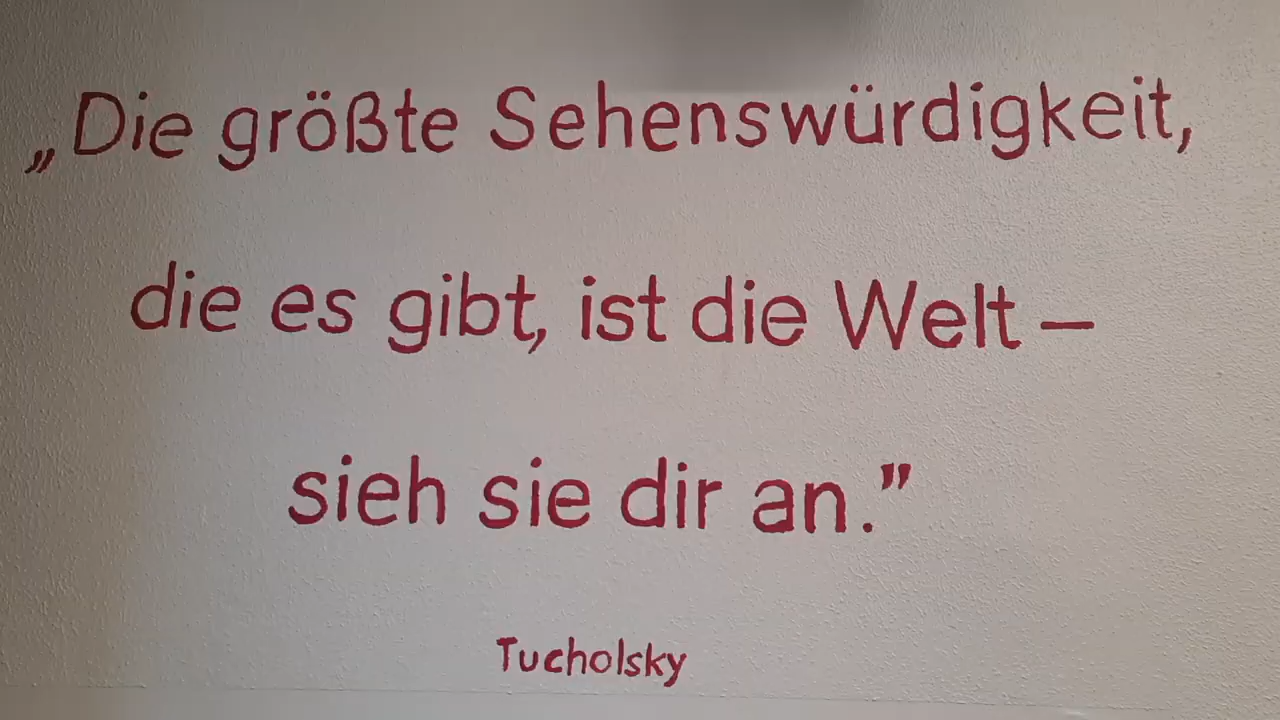 „Die größte Sehenswürdigkeit,
die es gibt, ist die Welt –
sieh sie dir an.”
Tucholsky